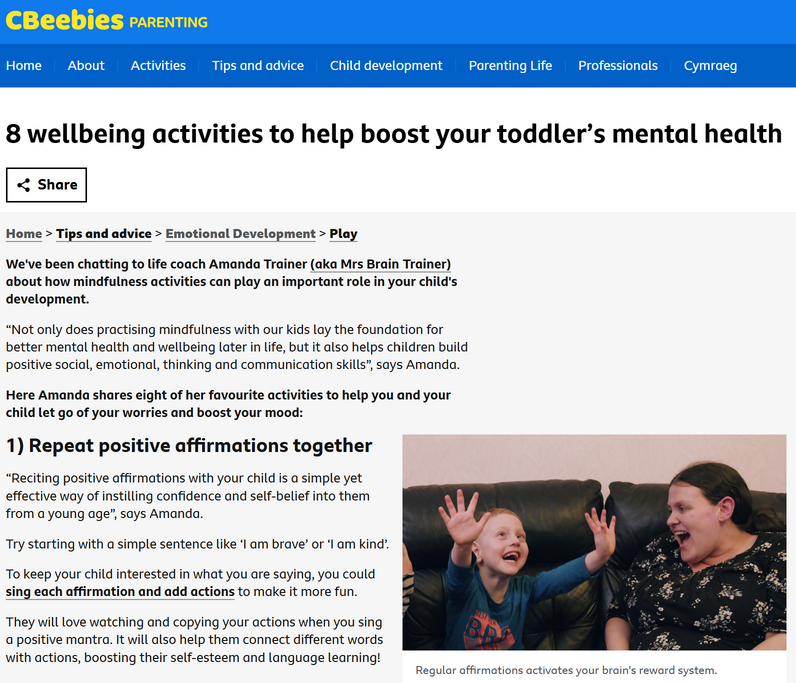 CBeebies PARENTING
Home About Activities Tips and advice Child development Parenting Life Professionals Cymraeg
8 wellbeing activities to help boost your toddler’s mental health
Share
Home > Tips and advice > Emotional Development > Play
We've been chatting to life coach Amanda Trainer (aka Mrs Brain Trainer)
about how mindfulness activities can play an important role in your child's
development.
“Not only does practising mindfulness with our kids lay the foundation for
better mental health and wellbeing later in life, but it also helps children build
positive social, emotional, thinking and communication skills”, says Amanda.
Here Amanda shares eight of her favourite activities to help you and your
child let go of your worries and boost your mood:
1) Repeat positive affirmations together
“Reciting positive affirmations with your child is a simple yet
effective way of instilling confidence and self-belief into them
from a young age”, says Amanda.
Try starting with a simple sentence like ‘I am brave’ or ‘I am kind’.
To keep your child interested in what you are saying, you could
sing each affirmation and add actions to make it more fun.
They will love watching and copying your actions when you sing
a positive mantra. It will also help them connect different words
with actions, boosting their self-esteem and language learning!
Regular affirmations activates your brain's reward system.